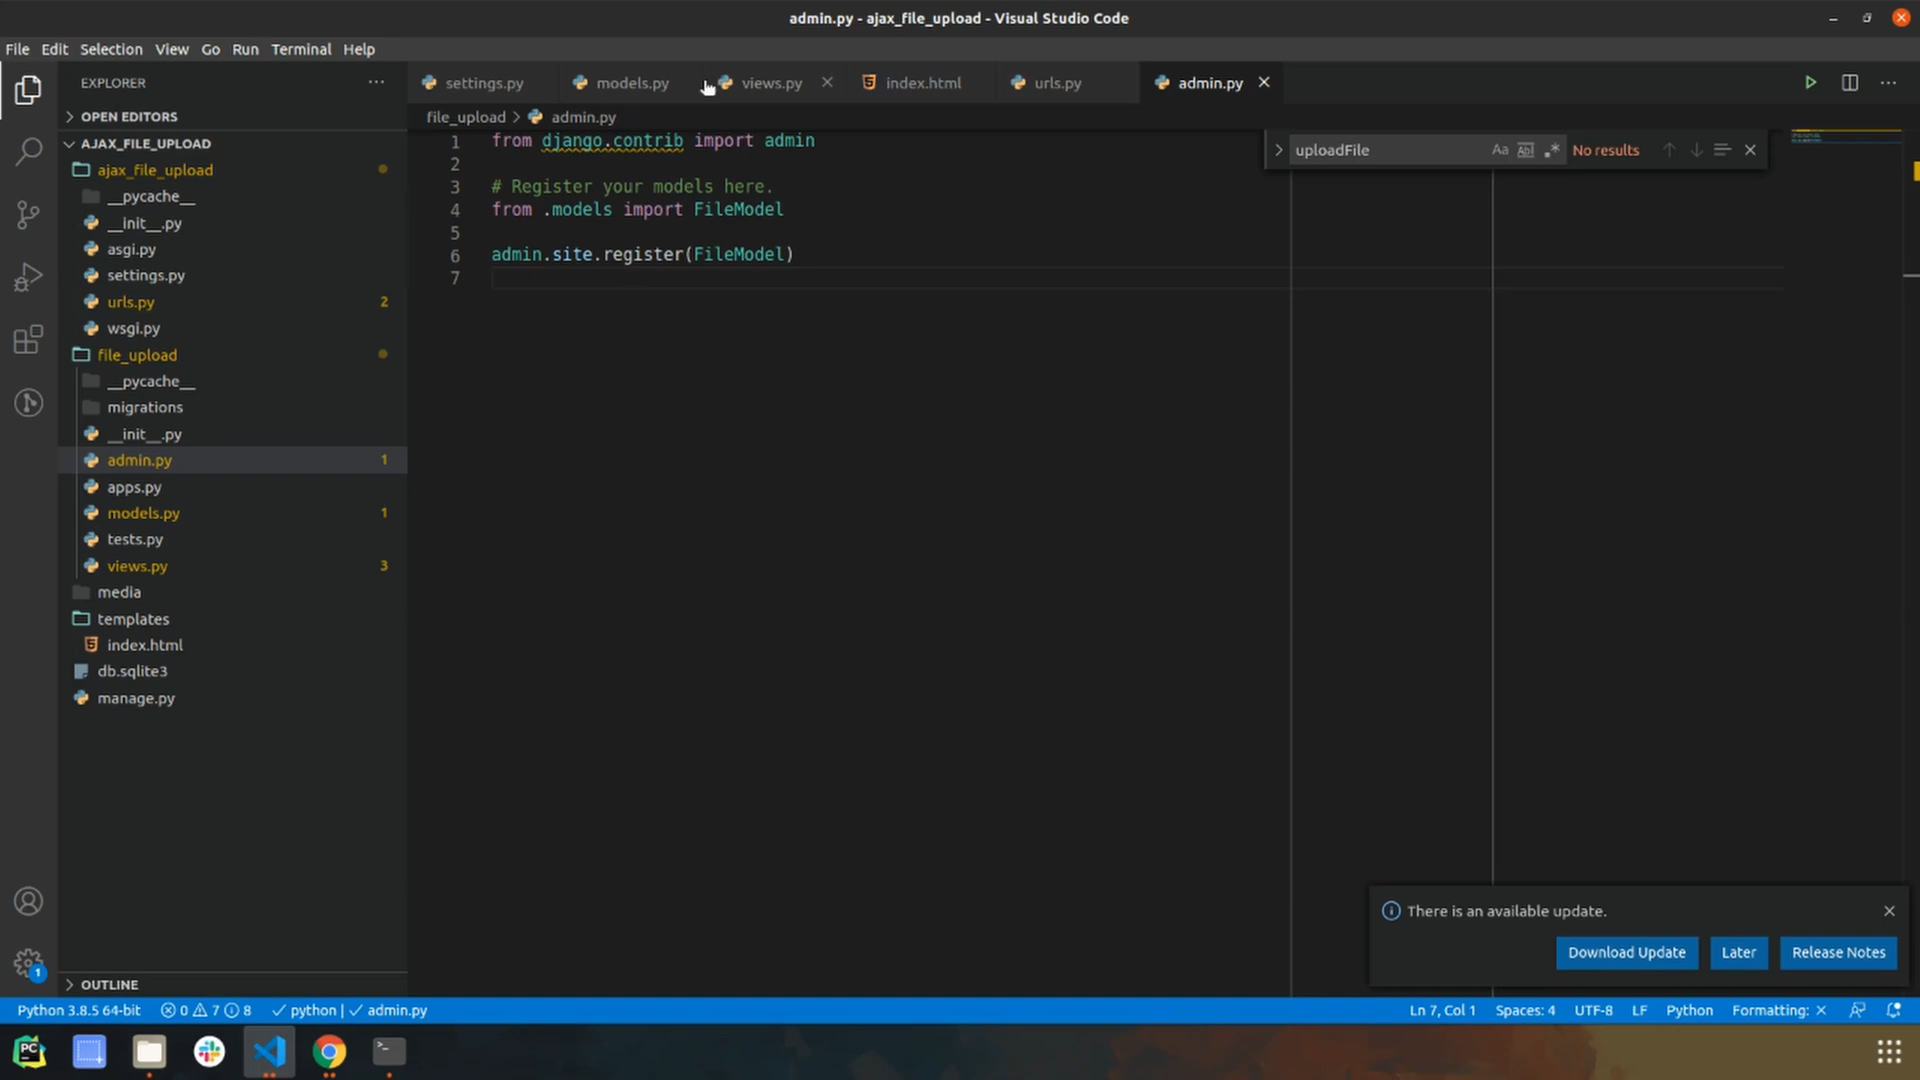 admin.py - ajax_file_upload - Visual Studio Code
File Edit Selection View Go Run Terminal Help
EXPLORER
settings.py models.py views.py index.html urls.py admin.py
OPEN EDITORS
file_upload > admin.py
AJAX_FILE_UPLOAD
ajax_file_upload
__pycache__
__init__.py
asgi.py
settings.py
urls.py 2
wsgi.py
file_upload
__pycache__
migrations
__init__.py
admin.py 1
apps.py
models.py 1
tests.py
views.py 3
media
templates
index.html
db.sqlite3
manage.py
OUTLINE
1 from django.contrib import admin
2
3 # Register your models here.
4 from .models import FileModel
5
6 admin.site.register(FileModel)
7
uploadFile Aa Abl .* No results
There is an available update.
Download Update Later Release Notes
1
Python 3.8.5 64-bit 0 7 8 python | admin.py Ln 7, Col 1 Spaces: 4 UTF-8 LF Python Formatting: ×
PC